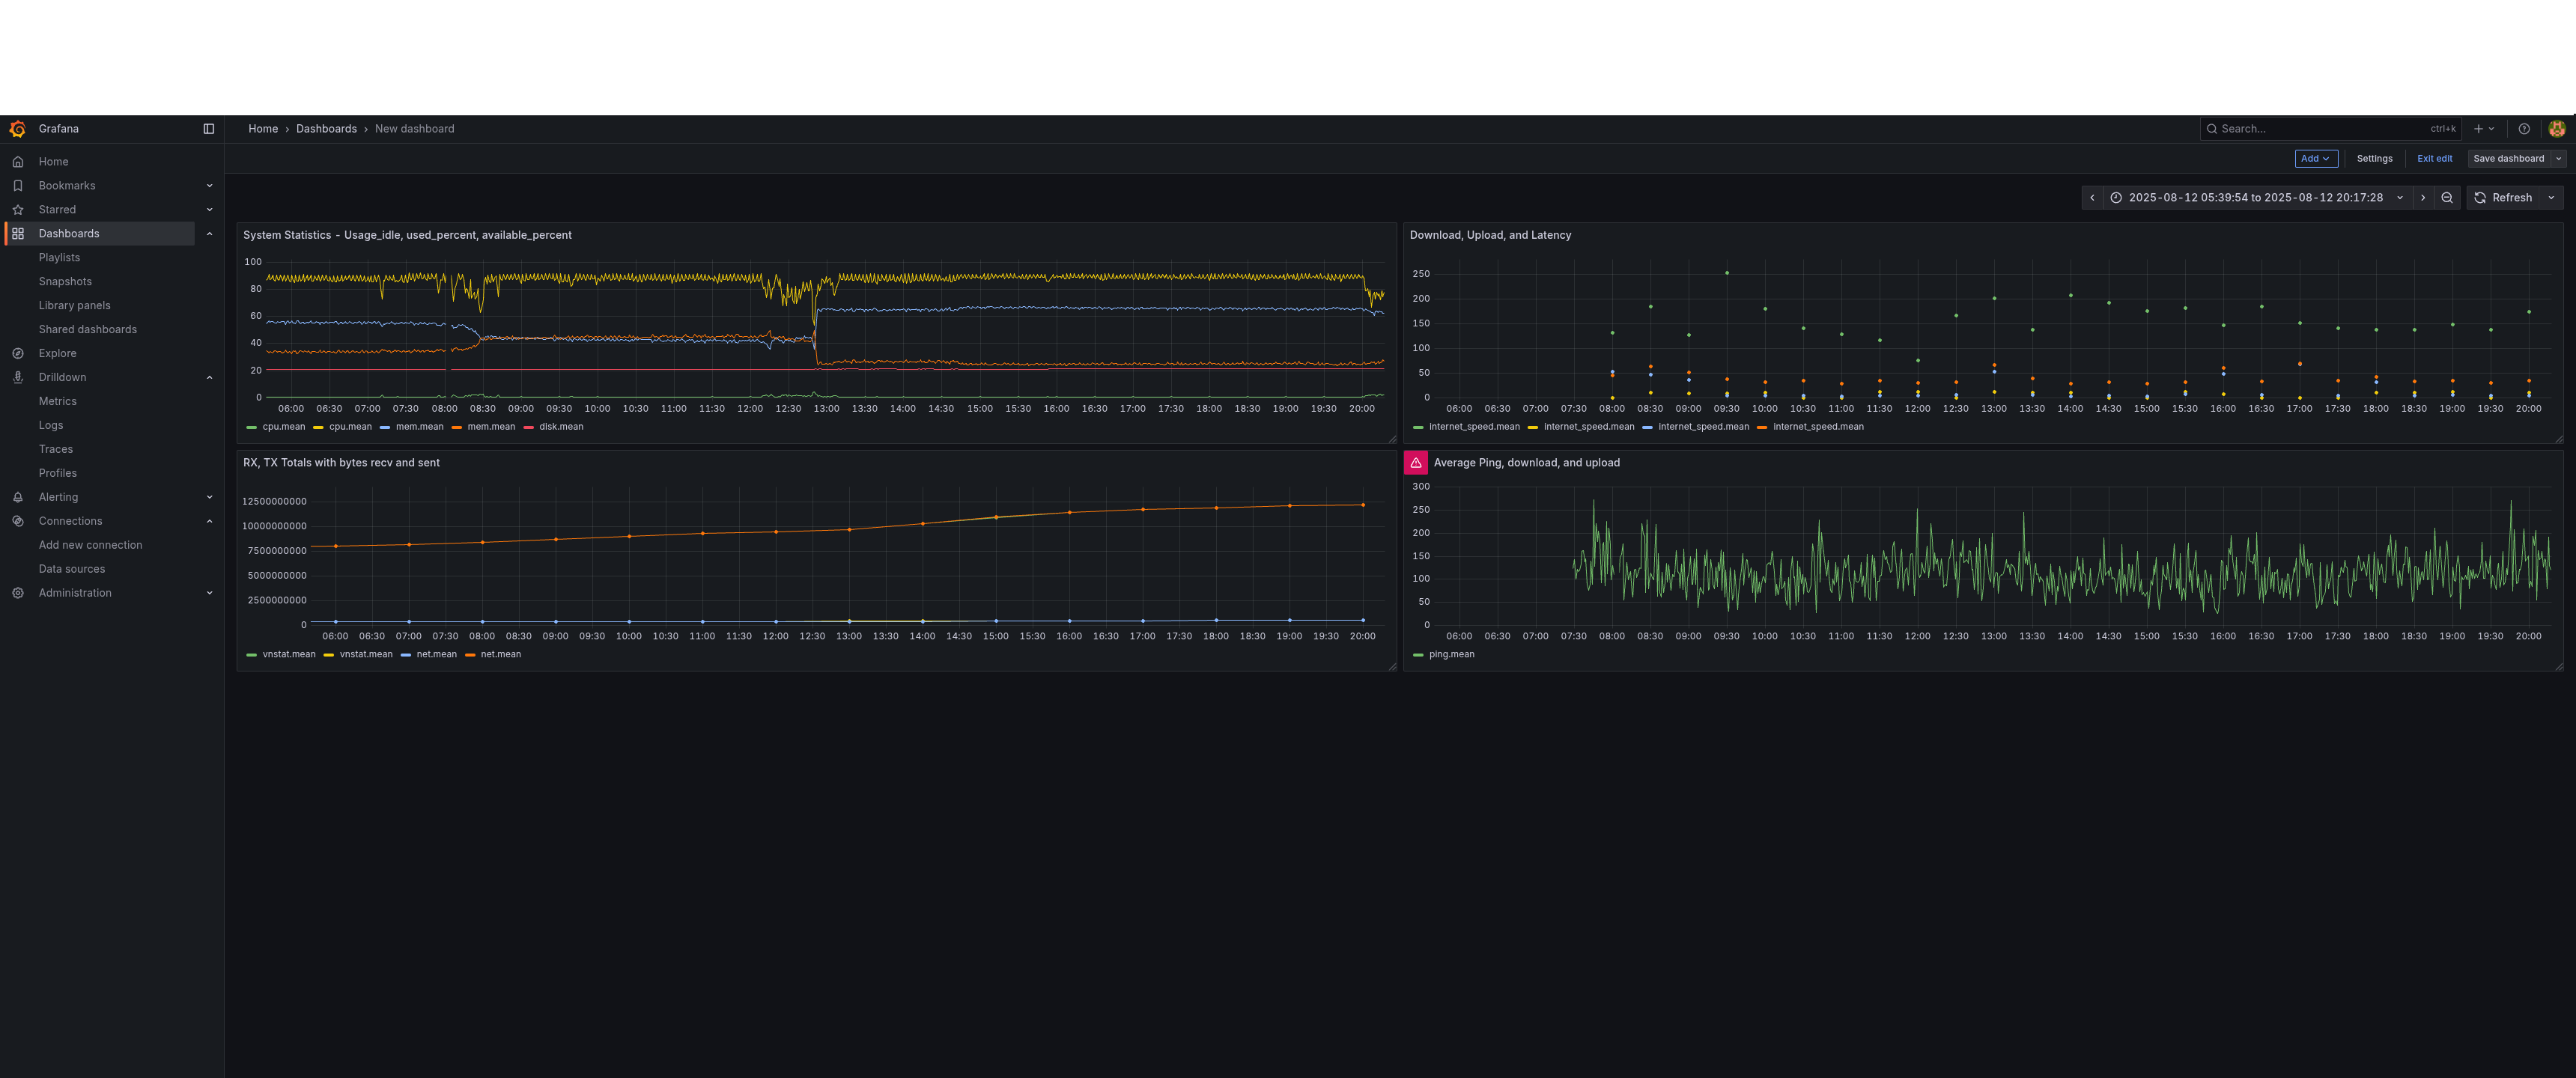 Grafana
Home › Dashboards › New dashboard
Search... ctrl+k
Home
Bookmarks
Starred
Dashboards
Playlists
Snapshots
Library panels
Shared dashboards
Explore
Drilldown
Metrics
Logs
Traces
Profiles
Alerting
Connections
Add new connection
Data sources
Administration
Add Settings Exit edit Save dashboard
2025-08-12 05:39:54 to 2025-08-12 20:17:28 Refresh
System Statistics - Usage_idle, used_percent, available_percent
100
80
60
40
20
0
06:00 06:30 07:00 07:30 08:00 08:30 09:00 09:30 10:00 10:30 11:00 11:30 12:00 12:30 13:00 13:30 14:00 14:30 15:00 15:30 16:00 16:30 17:00 17:30 18:00 18:30 19:00 19:30 20:00
cpu.mean cpu.mean mem.mean mem.mean disk.mean
Download, Upload, and Latency
250
200
150
100
50
0
06:00 06:30 07:00 07:30 08:00 08:30 09:00 09:30 10:00 10:30 11:00 11:30 12:00 12:30 13:00 13:30 14:00 14:30 15:00 15:30 16:00 16:30 17:00 17:30 18:00 18:30 19:00 19:30 20:00
internet_speed.mean internet_speed.mean internet_speed.mean internet_speed.mean
RX, TX Totals with bytes recv and sent
12500000000
10000000000
7500000000
5000000000
2500000000
0
06:00 06:30 07:00 07:30 08:00 08:30 09:00 09:30 10:00 10:30 11:00 11:30 12:00 12:30 13:00 13:30 14:00 14:30 15:00 15:30 16:00 16:30 17:00 17:30 18:00 18:30 19:00 19:30 20:00
vnstat.mean vnstat.mean net.mean net.mean
Average Ping, download, and upload
300
250
200
150
100
50
0
06:00 06:30 07:00 07:30 08:00 08:30 09:00 09:30 10:00 10:30 11:00 11:30 12:00 12:30 13:00 13:30 14:00 14:30 15:00 15:30 16:00 16:30 17:00 17:30 18:00 18:30 19:00 19:30 20:00
ping.mean